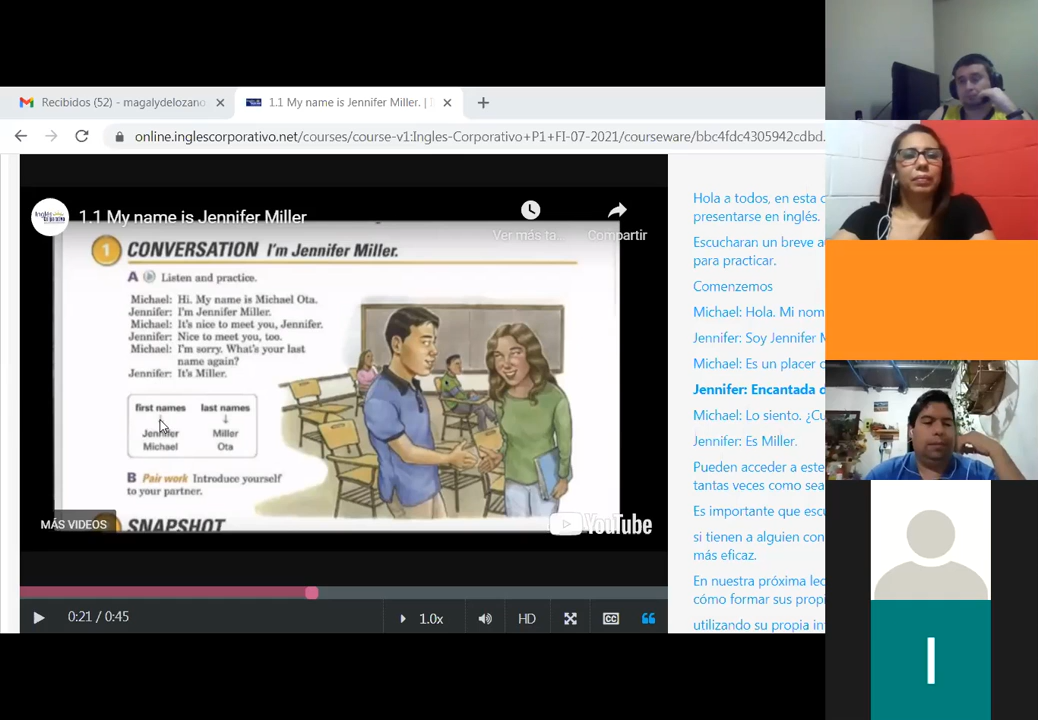 Recibidos (52) - magalydelozano
1.1 My name is Jennifer Miller. |
online.inglescorporativo.net/courses/course-v1:Ingles-Corporativo+P1+FI-07-2021/courseware/bbc4fdc4305942cdbd.
1.1 My name is Jennifer Miller
Ver más ta...
Compartir
1 CONVERSATION I'm Jennifer Miller.
A Listen and practice.
Michael: Hi. My name is Michael Ota.
Jennifer: I'm Jennifer Miller.
Michael: It's nice to meet you, Jennifer.
Jennifer: Nice to meet you, too.
Michael: I'm sorry. What's your last
name again?
Jennifer: It's Miller.
first names last names
Jennifer Miller
Michael Ota
B Pair work Introduce yourself
to your partner.
MÁS VIDEOS
SNAPSHOT
YouTube
0:21 / 0:45
1.0x
HD
CC
Hola a todos, en esta
presentarse en inglés.
Escucharan un breve
para practicar.
Comenzemos
Michael: Hola. Mi nom
Jennifer: Soy Jennifer
Michael: Es un placer
Jennifer: Encantada
Michael: Lo siento.
Jennifer: Es Miller.
Pueden acceder a este
tantas veces como sea
Es importante que
si tienen a alguien con
más eficaz.
En nuestra próxima
cómo formar sus
utilizando su propia
I